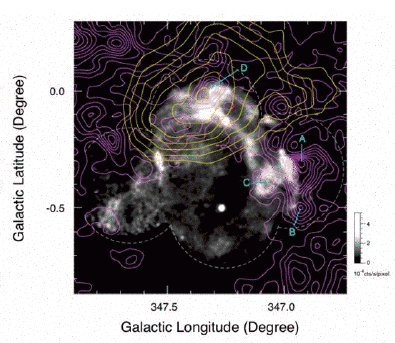 D
0.0
A
C
-0.5
B
4
2
0
10⁻⁴cts/s/pixel
347.5
347.0
Galactic Longitude (Degree)
Galactic Latitude (Degree)